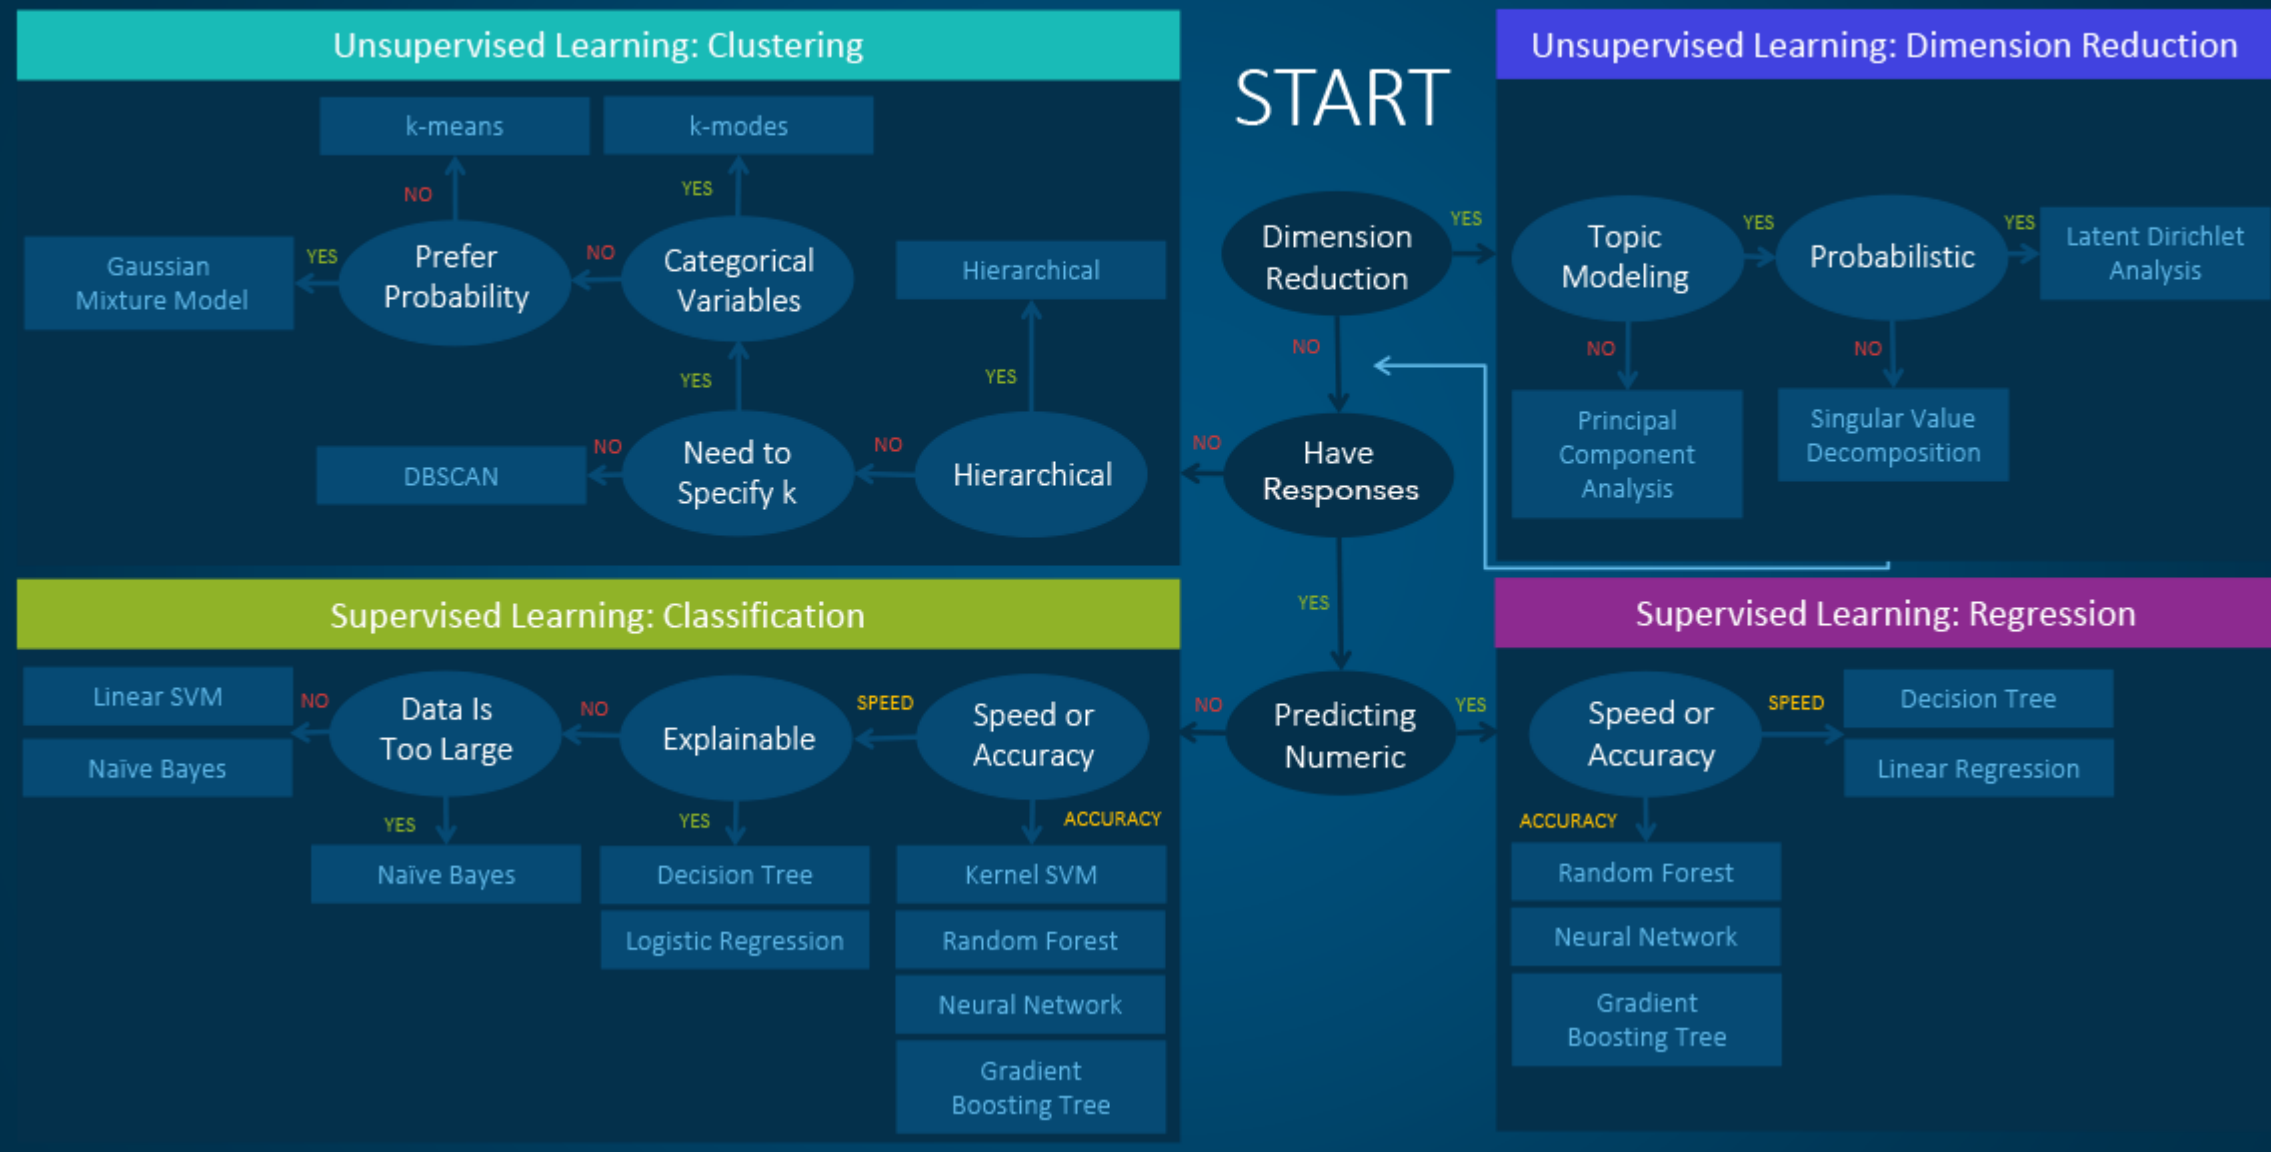 Unsupervised Learning: Clustering
k-means
k-modes
NO
YES
Gaussian
Mixture Model
YES
Prefer
Probability
NO
Categorical
Variables
Hierarchical
YES
YES
DBSCAN
NO
Need to
Specify k
NO
Hierarchical
START
Dimension
Reduction
YES
NO
NO
Have
Responses
YES
NO
Predicting
Numeric
YES
Unsupervised Learning: Dimension Reduction
Topic
Modeling
YES
Probabilistic
YES
Latent Dirichlet
Analysis
NO
NO
Principal
Component
Analysis
Singular Value
Decomposition
Supervised Learning: Classification
Linear SVM
Naïve Bayes
NO
Data Is
Too Large
NO
Explainable
SPEED
Speed or
Accuracy
YES
YES
ACCURACY
Naïve Bayes
Decision Tree
Logistic Regression
Kernel SVM
Random Forest
Neural Network
Gradient
Boosting Tree
Supervised Learning: Regression
Speed or
Accuracy
SPEED
Decision Tree
Linear Regression
ACCURACY
Random Forest
Neural Network
Gradient
Boosting Tree